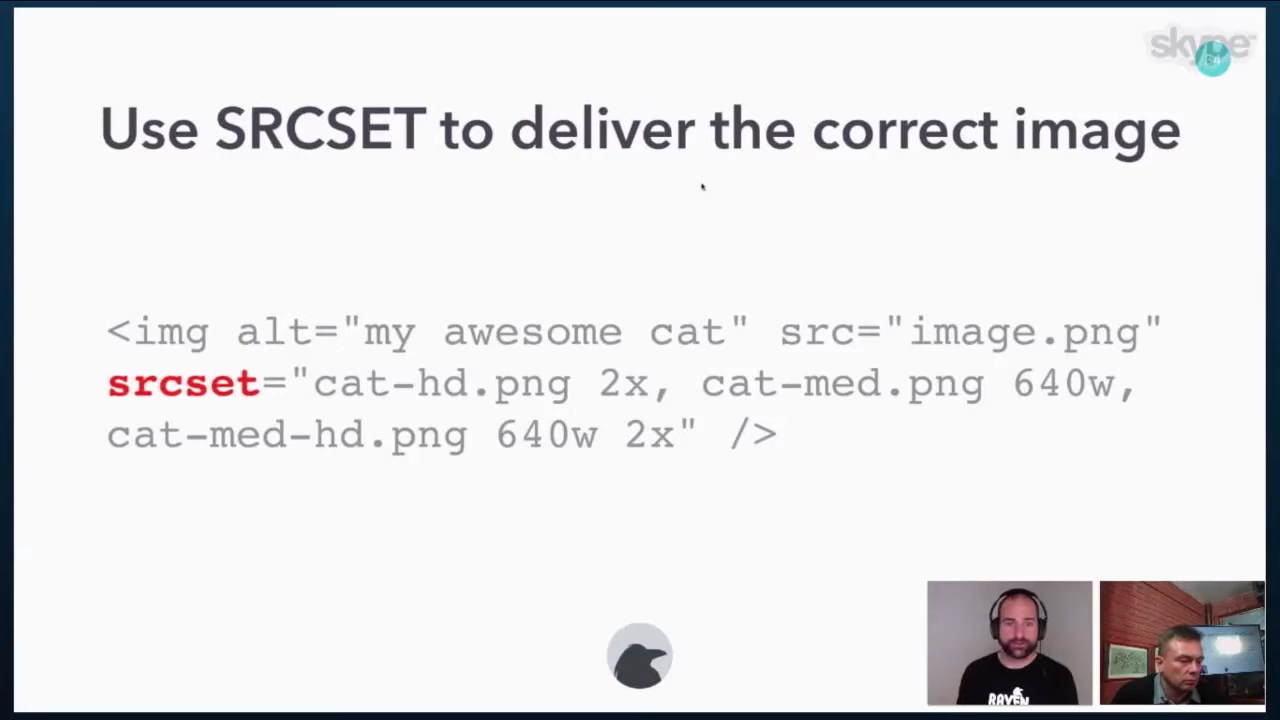 skype
Use SRCSET to deliver the correct image
<img alt="my awesome cat" src="image.png"
srcset="cat-hd.png 2x, cat-med.png 640w,
cat-med-hd.png 640w 2x" />
RAVEN